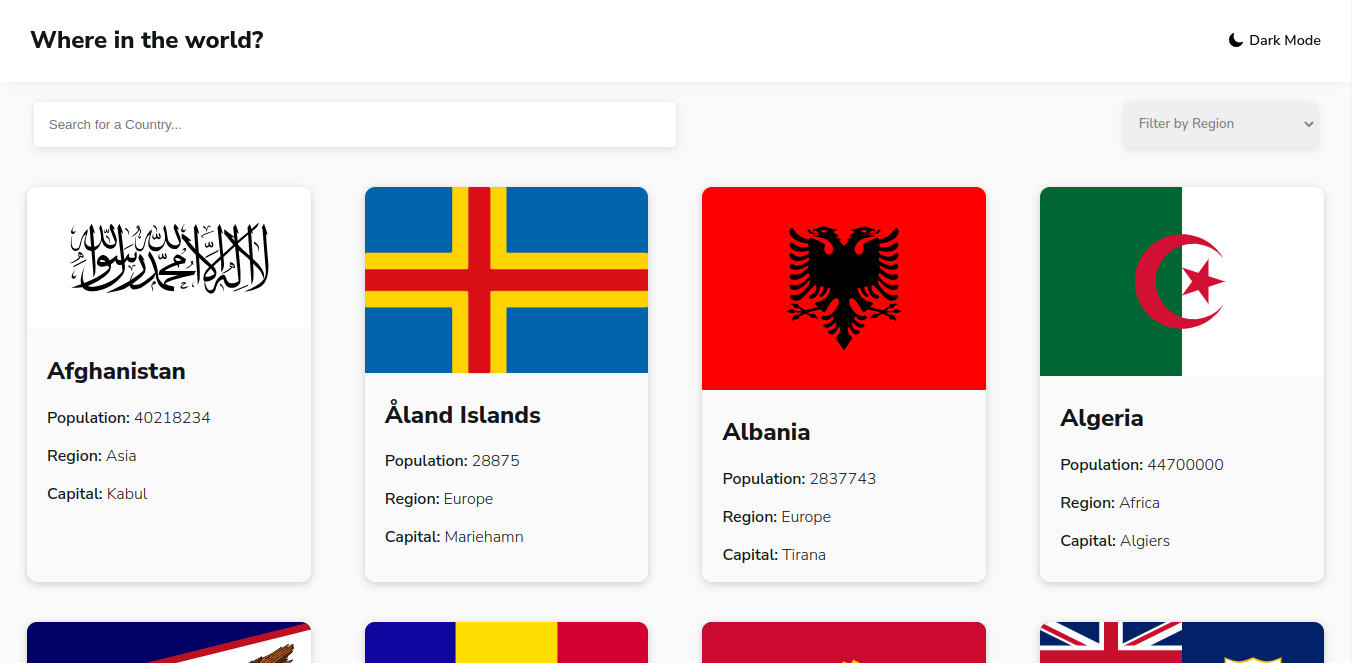 Where in the world?
Dark Mode
Search for a Country...
Filter by Region
لا إله إلا الله محمد رسول الله
Afghanistan
Population: 40218234
Region: Asia
Capital: Kabul
Åland Islands
Population: 28875
Region: Europe
Capital: Mariehamn
Albania
Population: 2837743
Region: Europe
Capital: Tirana
Algeria
Population: 44700000
Region: Africa
Capital: Algiers